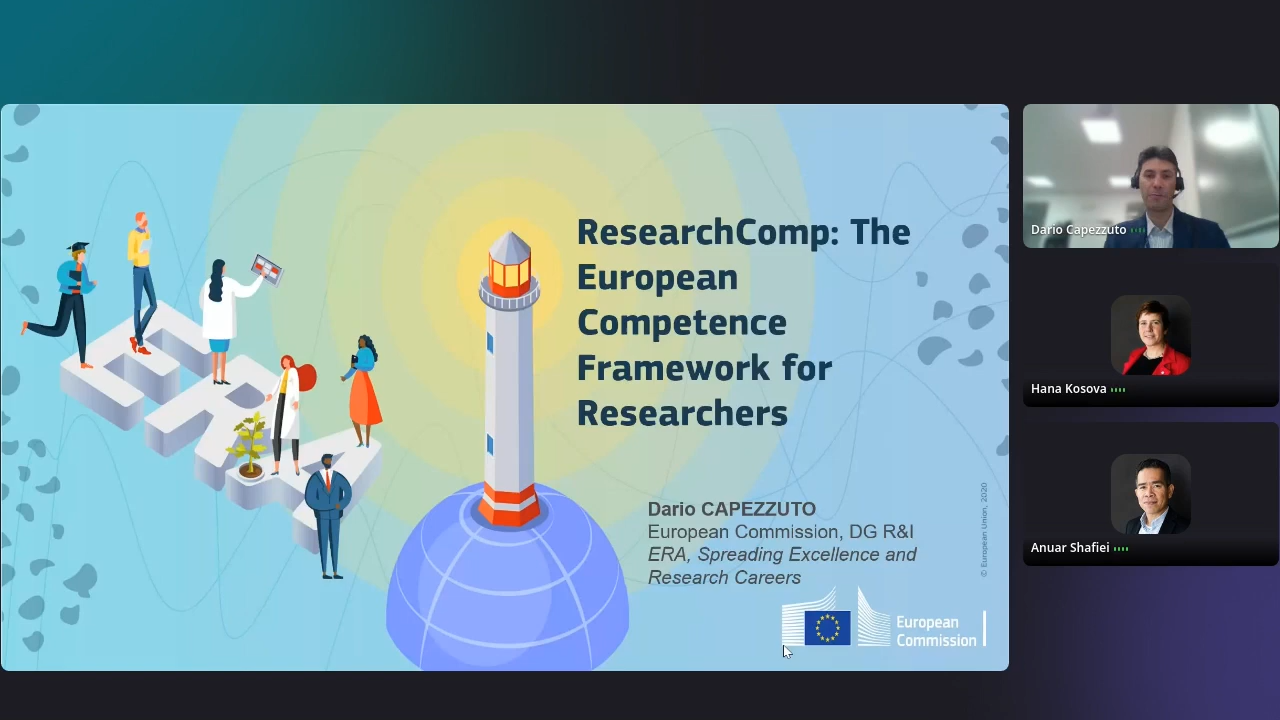 ResearchComp: The
European
Competence
Framework for
Researchers
Dario CAPEZZUTO
European Commission, DG R&I
ERA, Spreading Excellence and
Research Careers
© European Union, 2020
European
Commission
ERA
Dario Capezzuto
Hana Kosova
Anuar Shafiei